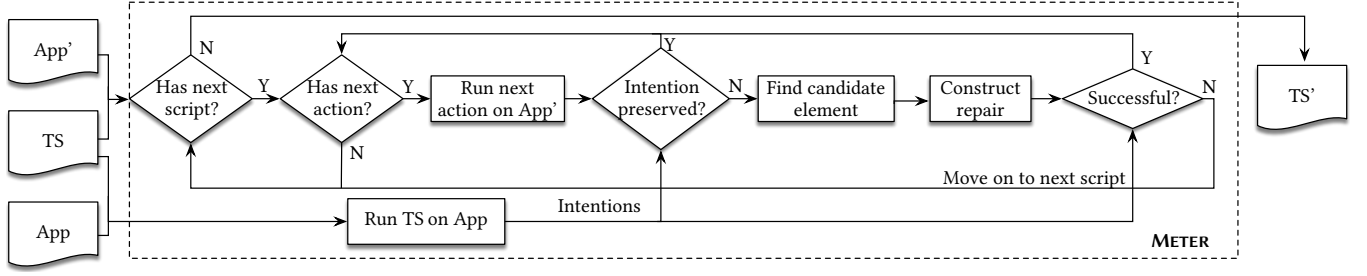 App’
TS
App
N
Has next
script?
Y
Has next
action?
Y
N
Run next
action on App’
Intention
preserved?
Y
N
Find candidate
element
Construct
repair
Successful?
Y
N
TS’
Move on to next script
Run TS on App
Intentions
METER